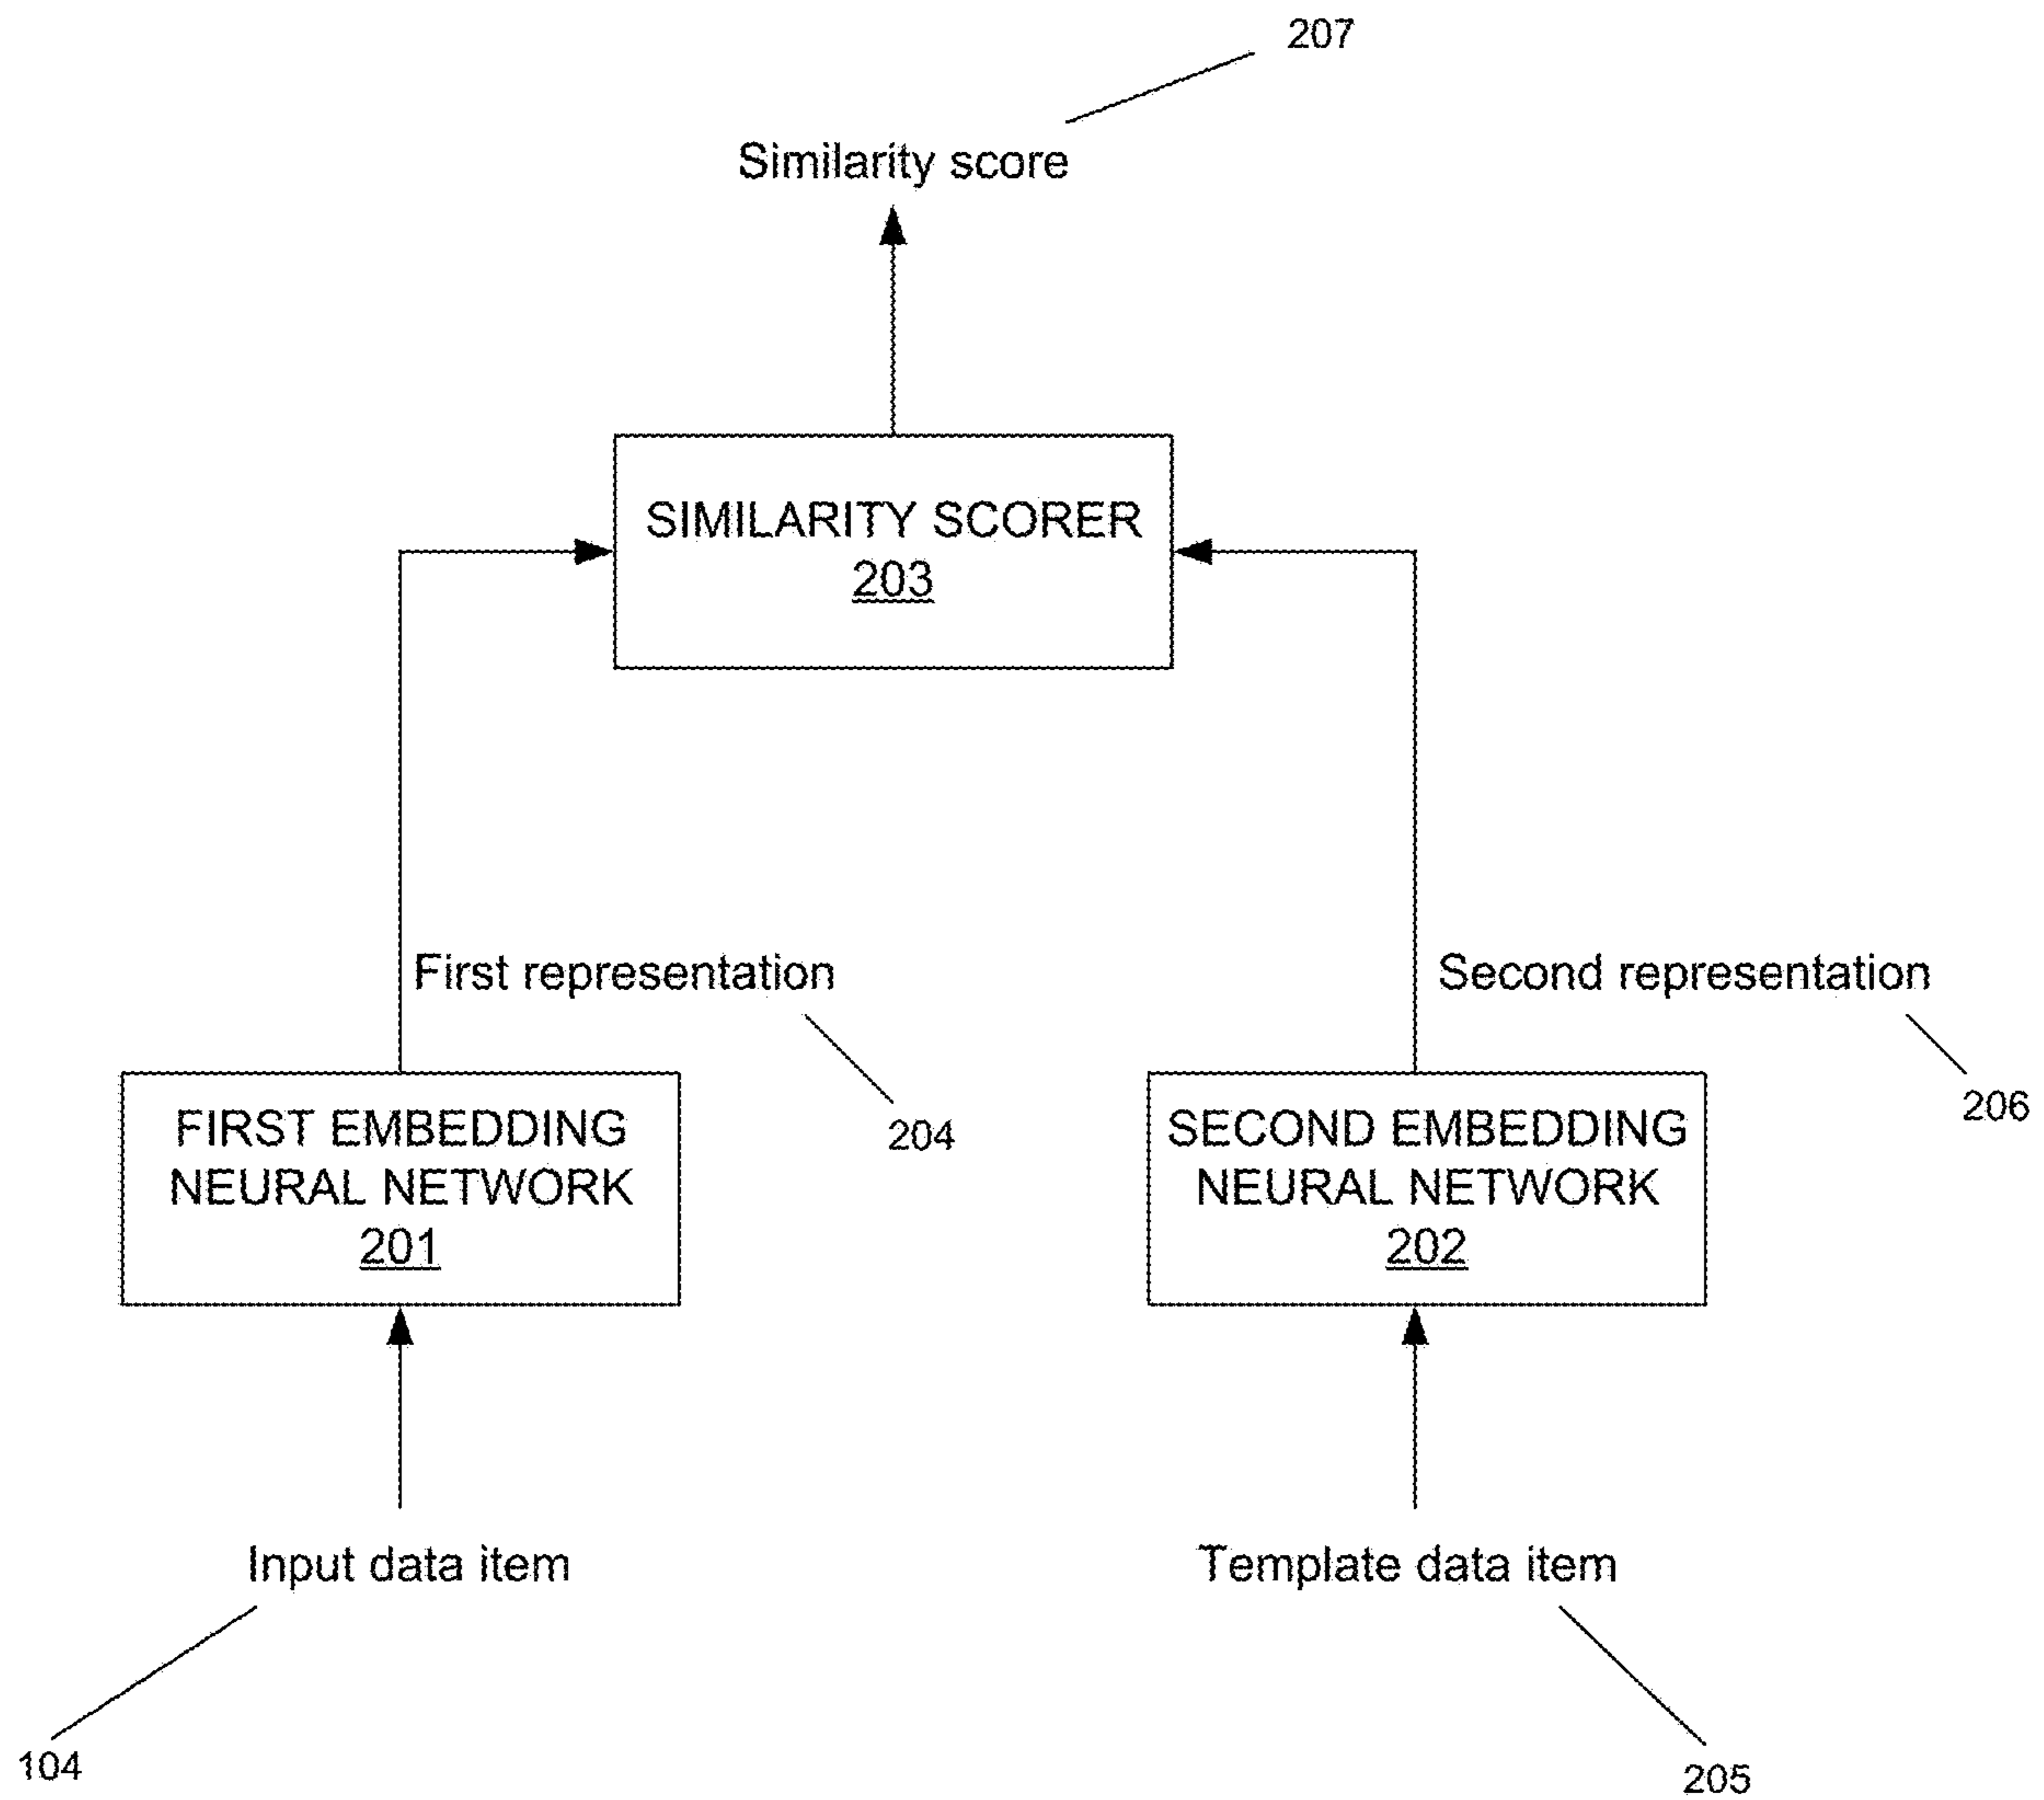 207
Similarity score
SIMILARITY SCORER
203
First representation
204
Second representation
206
FIRST EMBEDDING
NEURAL NETWORK
201
SECOND EMBEDDING
NEURAL NETWORK
202
Input data item
104
Template data item
205